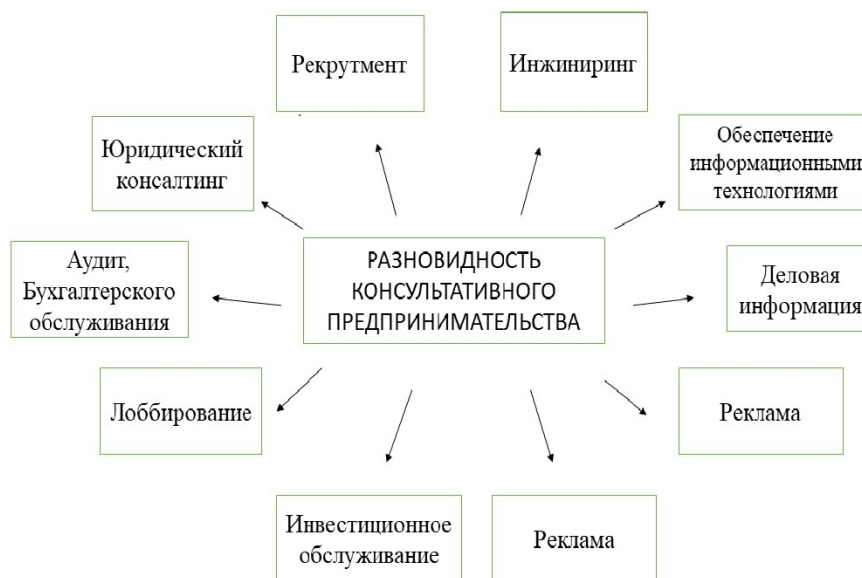 Рекрутмент
Инжиниринг
Юридический
консалтинг
Обеспечение
информационными
технологиями
Аудит,
Бухгалтерского
обслуживания
РАЗНОВИДНОСТЬ
КОНСУЛЬТАТИВНОГО
ПРЕДПРИНИМАТЕЛЬСТВА
Деловая
информация
Лоббирование
Реклама
Инвестиционное
обслуживание
Реклама